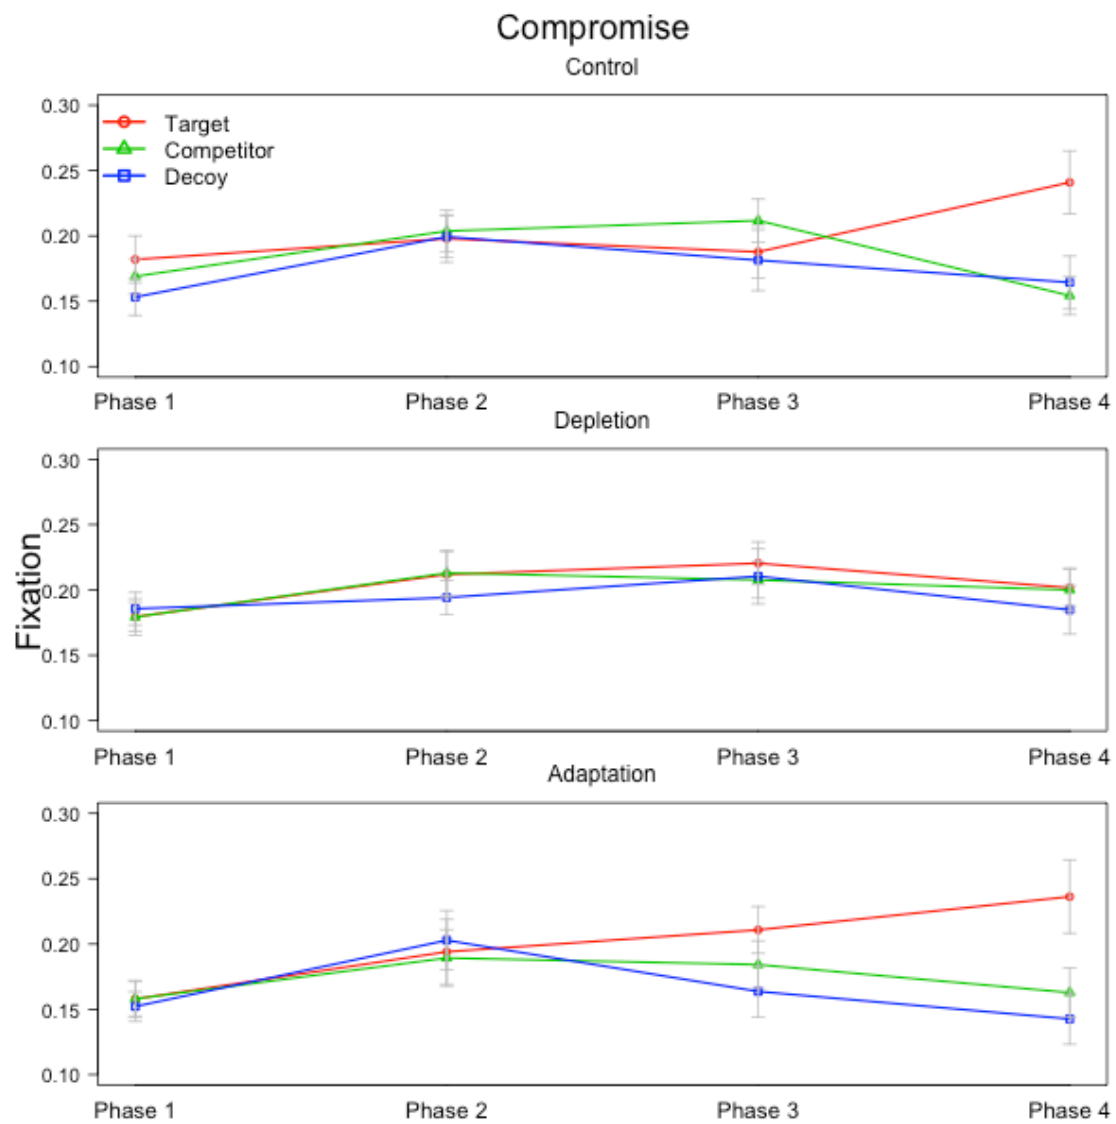 Compromise
Control
0.30
Target
Competitor
Decoy
0.25
0.20
0.15
0.10
Phase 1 Phase 2 Phase 3 Phase 4
Depletion
Fixation
0.30
0.25
0.20
0.15
0.10
Phase 1 Phase 2 Phase 3 Phase 4
Adaptation
0.30
0.25
0.20
0.15
0.10
Phase 1 Phase 2 Phase 3 Phase 4